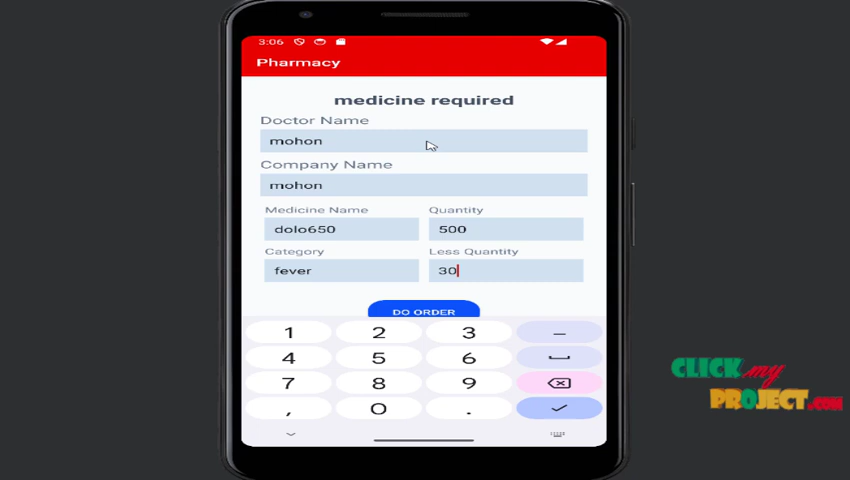 3:06
Pharmacy
medicine required
Doctor Name
mohon
Company Name
mohon
Medicine Name Quantity
dolo650 500
Category Less Quantity
fever 30
DO ORDER
1 2 3 –
4 5 6
7 8 9
, 0 .
CLICK my
PROJECT.com